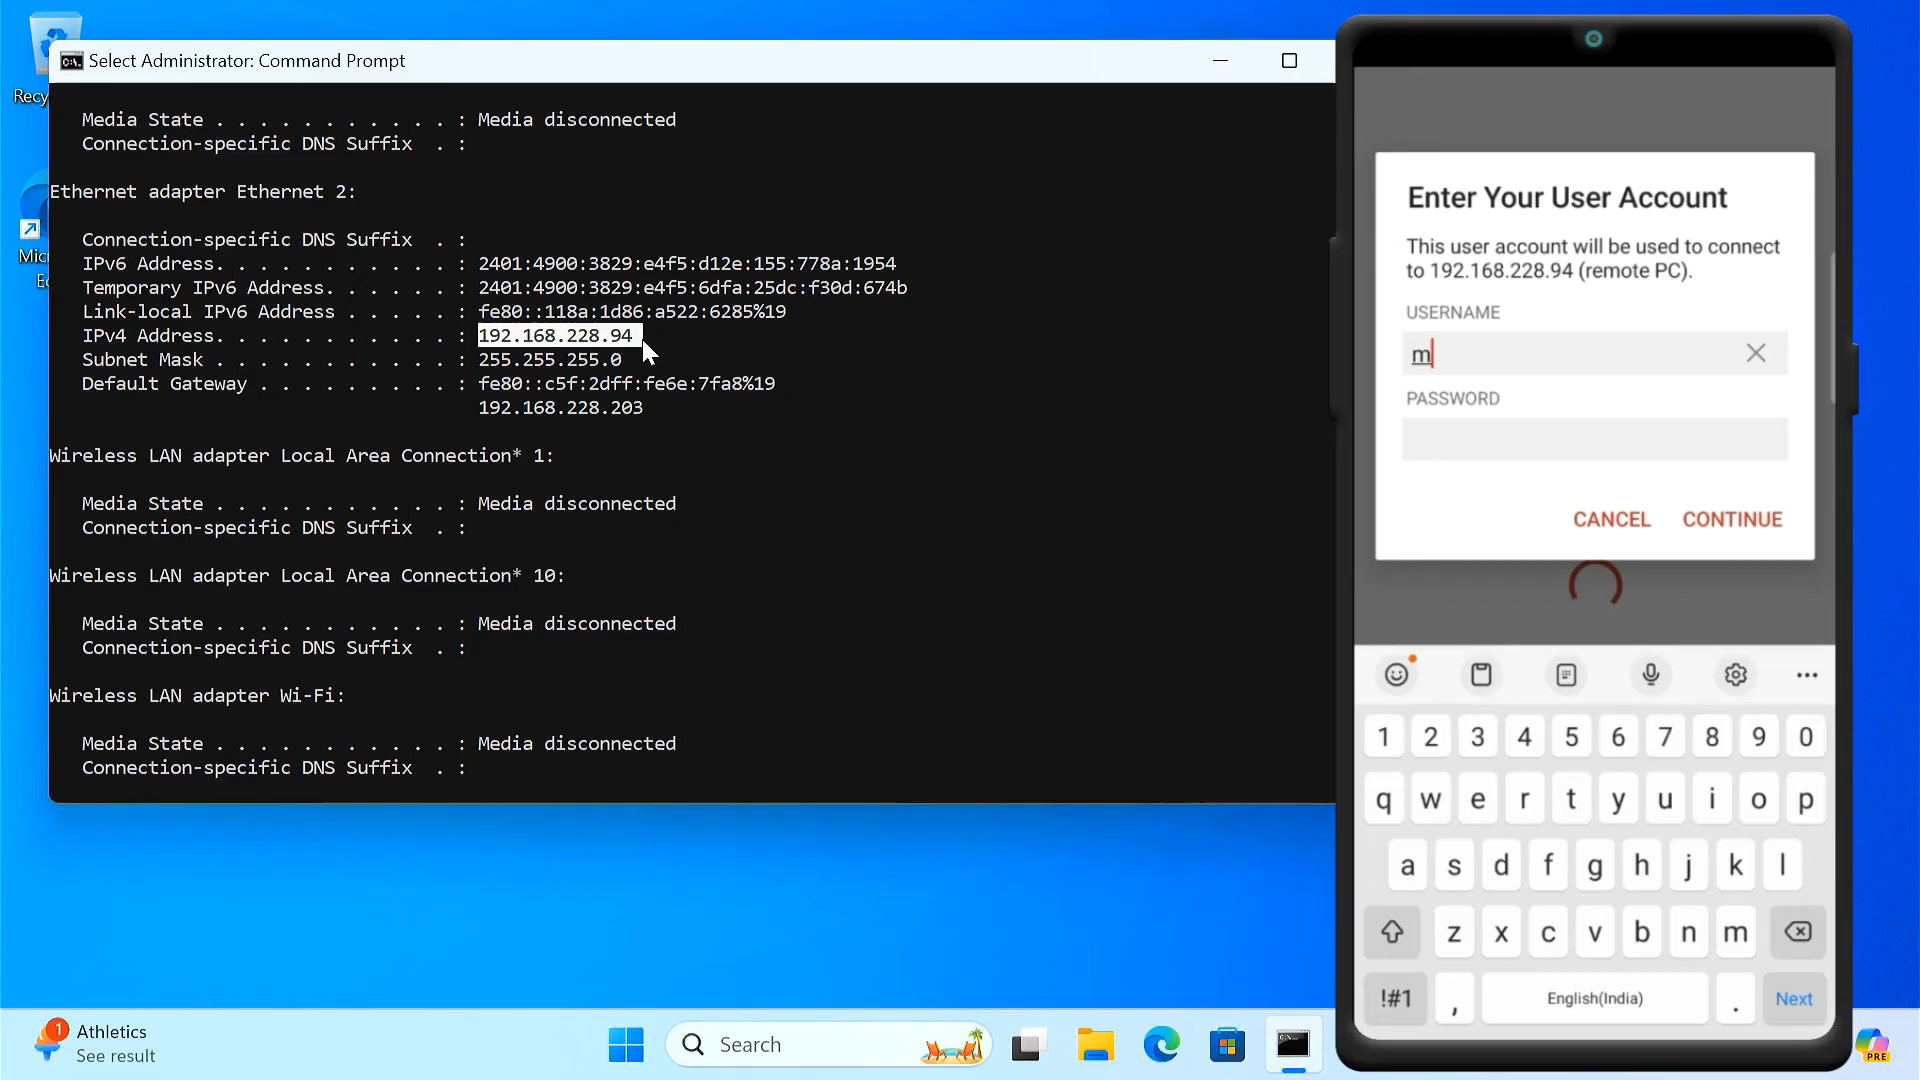 Recy
Mic
Ec
Select Administrator: Command Prompt
Media State . . . . . . . . . . . : Media disconnected
Connection-specific DNS Suffix  . :
Ethernet adapter Ethernet 2:
Connection-specific DNS Suffix  . :
IPv6 Address. . . . . . . . . . . : 2401:4900:3829:e4f5:d12e:155:778a:1954
Temporary IPv6 Address. . . . . . : 2401:4900:3829:e4f5:6dfa:25dc:f30d:674b
Link-local IPv6 Address . . . . . : fe80::118a:1d86:a522:6285%19
IPv4 Address. . . . . . . . . . . : 192.168.228.94
Subnet Mask . . . . . . . . . . . : 255.255.255.0
Default Gateway . . . . . . . . . : fe80::c5f:2dff:fe6e:7fa8%19
192.168.228.203
Wireless LAN adapter Local Area Connection* 1:
Media State . . . . . . . . . . . : Media disconnected
Connection-specific DNS Suffix  . :
Wireless LAN adapter Local Area Connection* 10:
Media State . . . . . . . . . . . : Media disconnected
Connection-specific DNS Suffix  . :
Wireless LAN adapter Wi-Fi:
Media State . . . . . . . . . . . : Media disconnected
Connection-specific DNS Suffix  . :
Enter Your User Account
This user account will be used to connect
to 192.168.228.94 (remote PC).
USERNAME
m
PASSWORD
CANCEL CONTINUE
1 2 3 4 5 6 7 8 9 0
q w e r t y u i o p
a s d f g h j k l
z x c v b n m
!#1 , English(India) . Next
1
Athletics
See result
Search
PRE